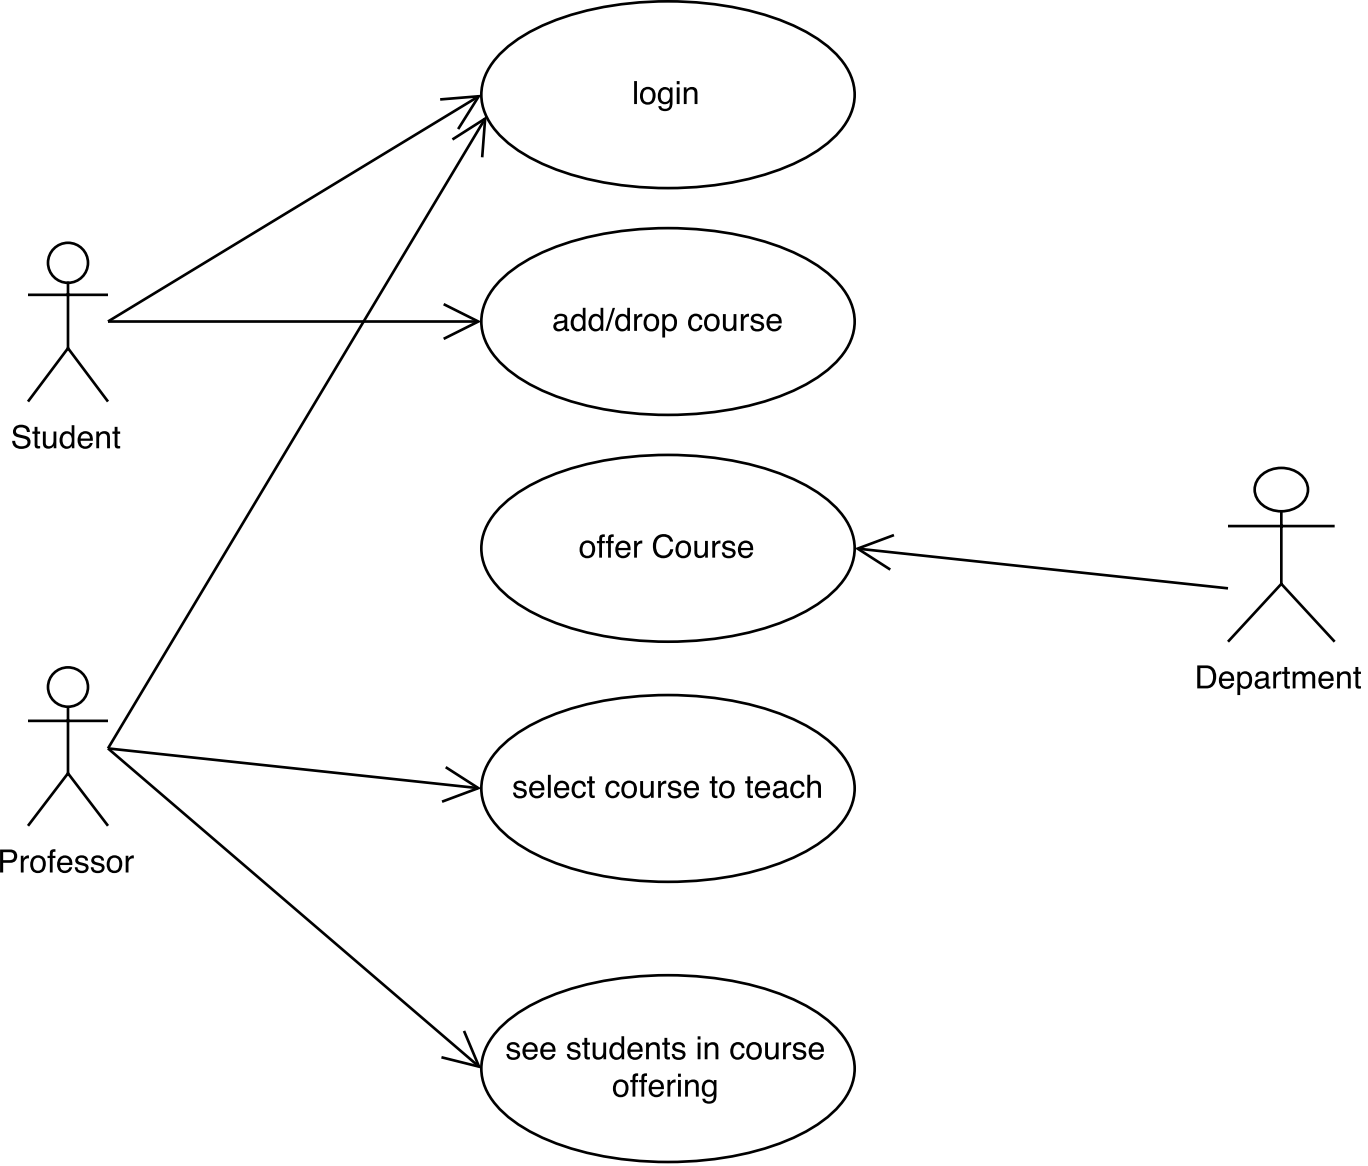 login
add/drop course
Student
offer Course
Department
select course to teach
Professor
see students in course
offering